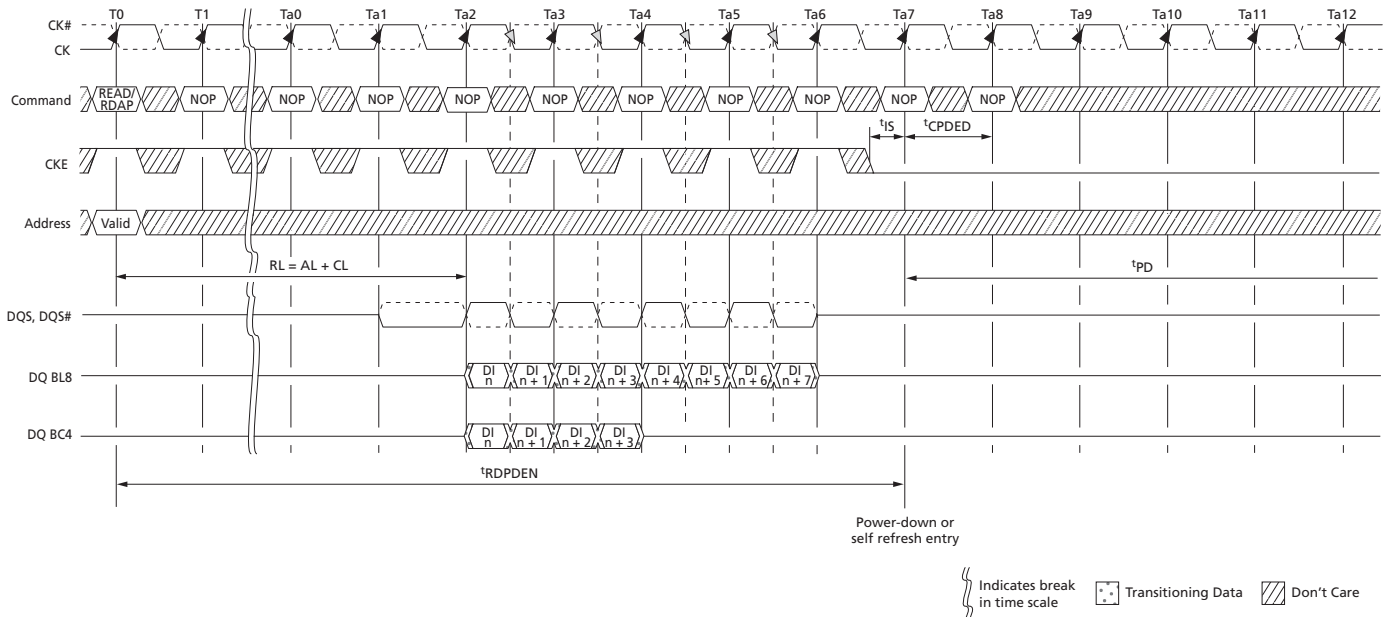 T0 T1 Ta0 Ta1 Ta2 Ta3 Ta4 Ta5 Ta6 Ta7 Ta8 Ta9 Ta10 Ta11 Ta12
CK#
CK
Command READ/ RDAP NOP NOP NOP NOP NOP NOP NOP NOP NOP NOP
tIS tCPDED
CKE
Address Valid
RL = AL + CL tPD
DQS, DQS#
DQ BL8 DI n DI n + 1 DI n + 2 DI n + 3 DI n + 4 DI n + 5 DI n + 6 DI n + 7
DQ BC4 DI n DI n + 1 DI n + 2 DI n + 3
tRDPDEN
Power-down or
self refresh entry
Indicates break
in time scale
Transitioning Data
Don't Care